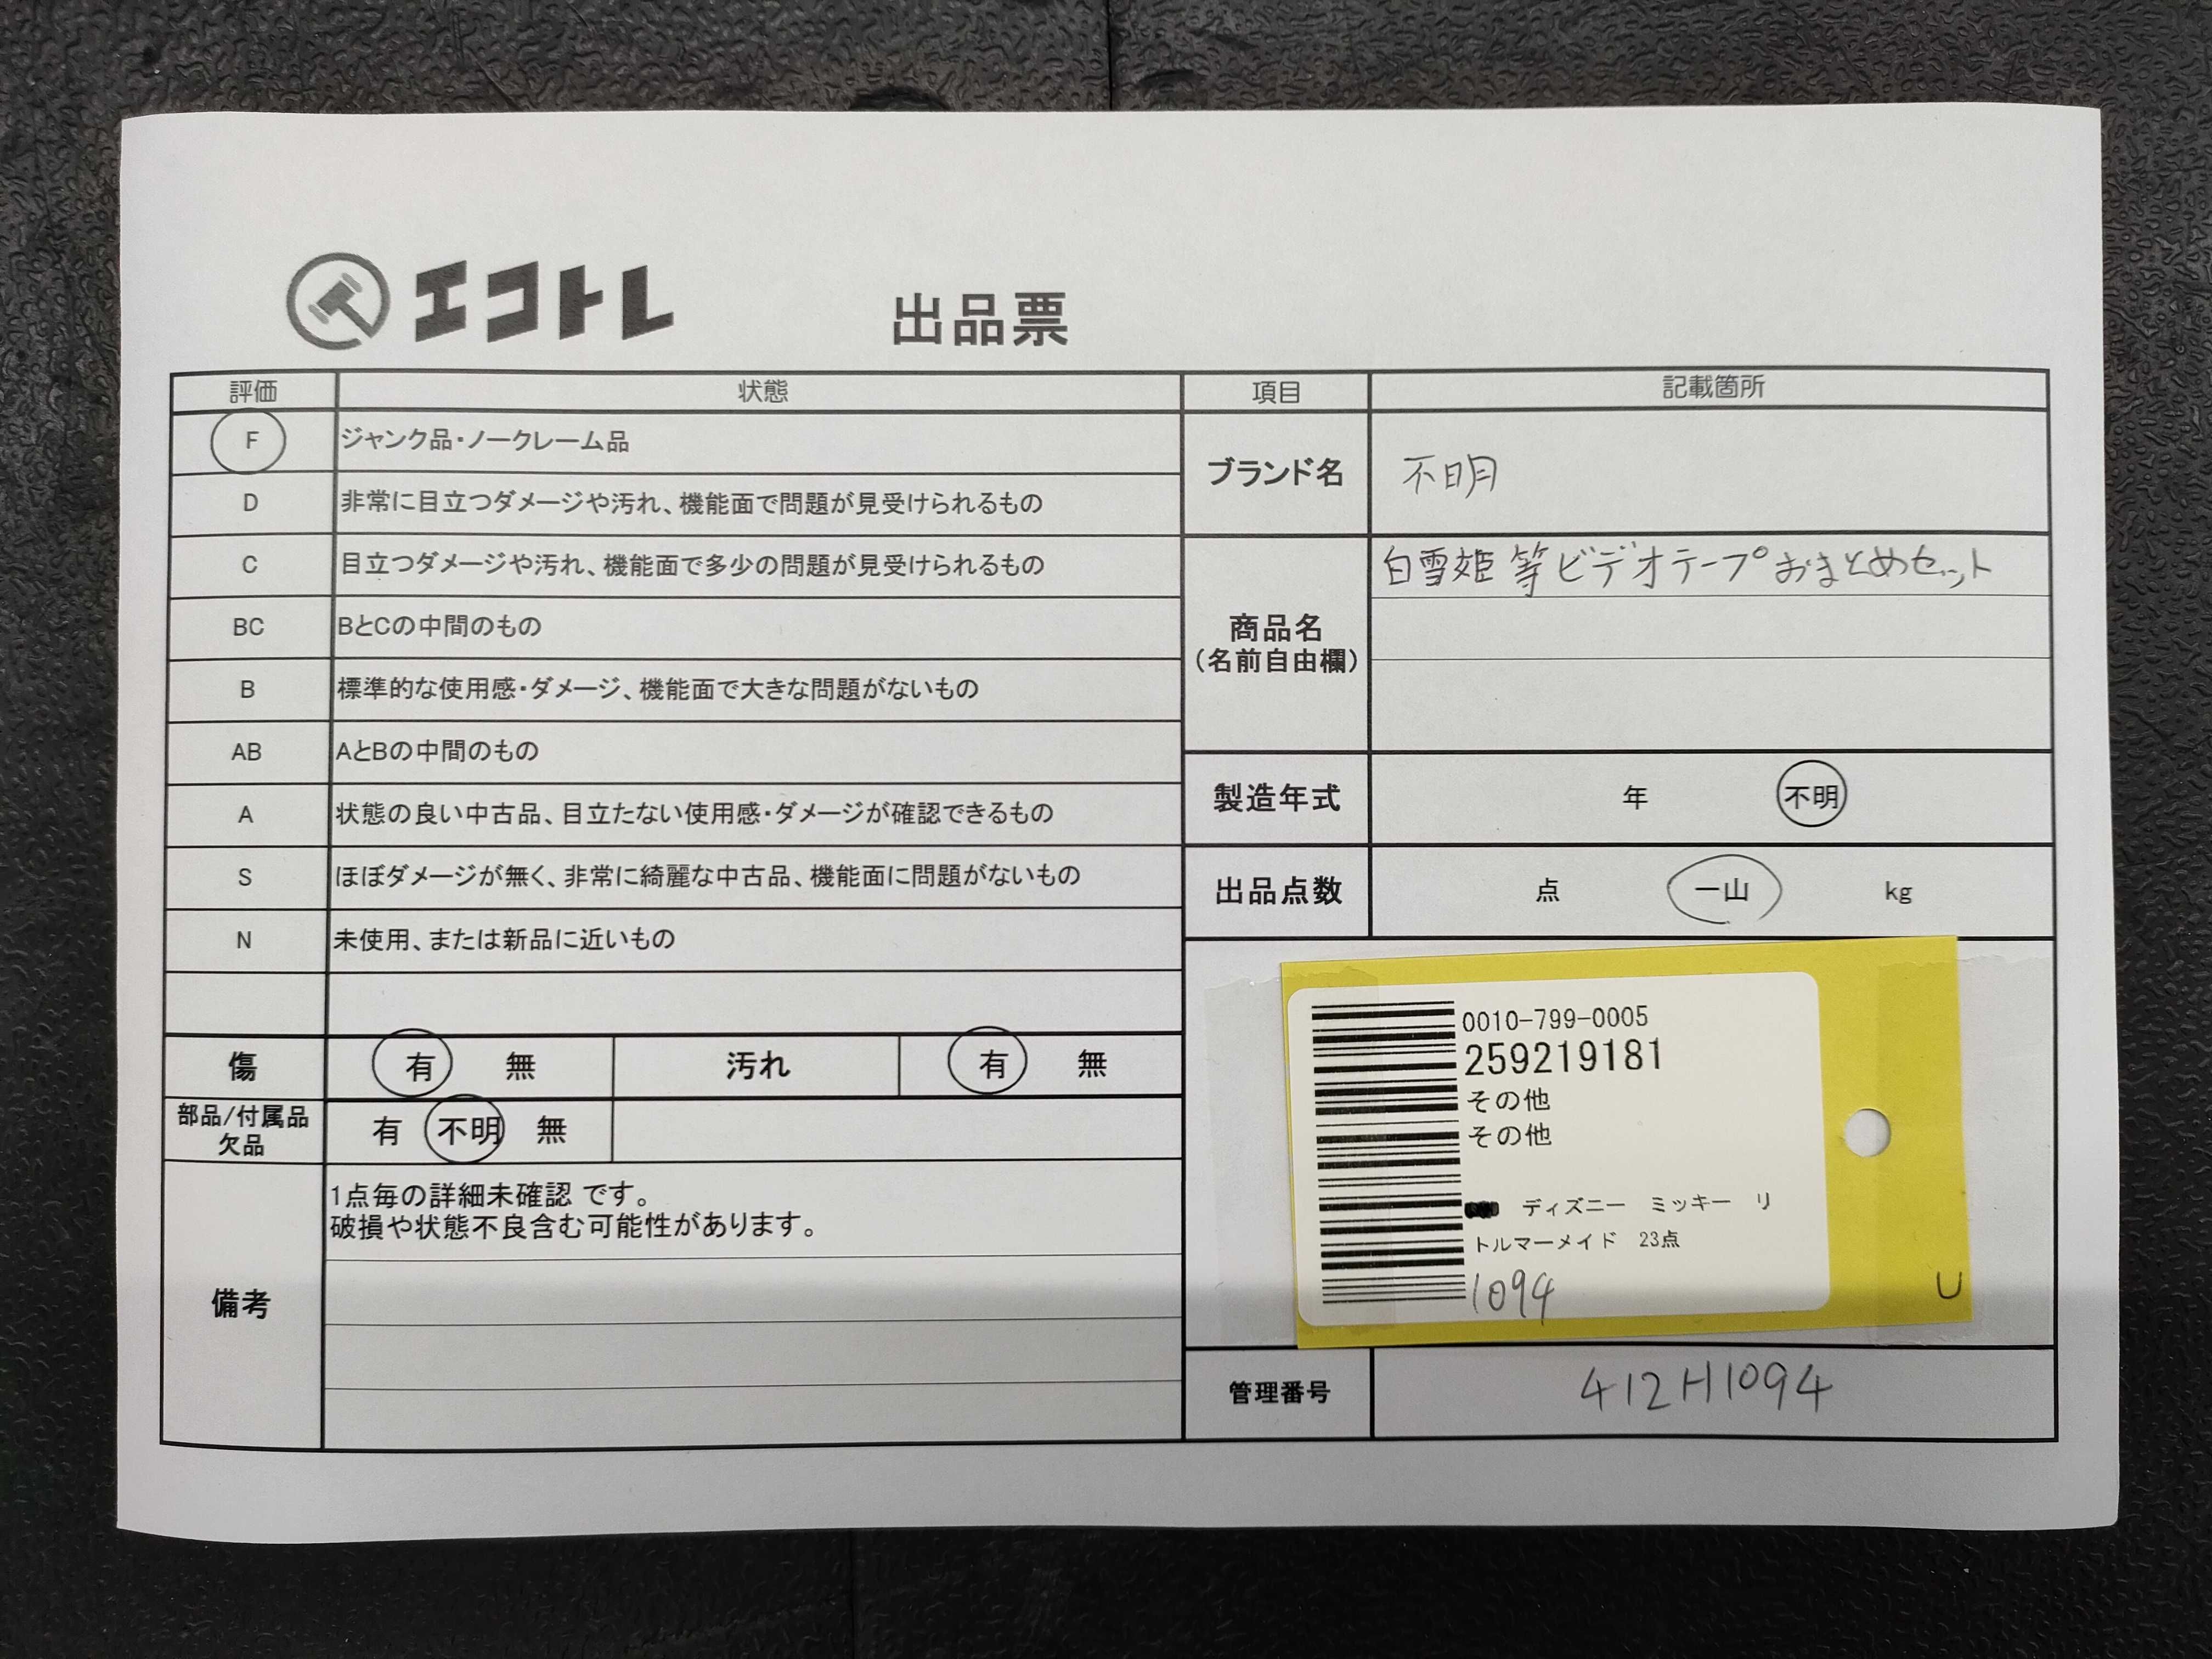 エコトレ
出品票
評価 状態
F ジャンク品・ノークレーム品
D 非常に目立つダメージや汚れ、機能面で問題が見受けられるもの
C 目立つダメージや汚れ、機能面で多少の問題が見受けられるもの
BC BとCの中間のもの
B 標準的な使用感・ダメージ、機能面で大きな問題がないもの
AB AとBの中間のもの
A 状態の良い中古品、目立たない使用感・ダメージが確認できるもの
S ほぼダメージが無く、非常に綺麗な中古品、機能面に問題がないもの
N 未使用、または新品に近いもの
傷 有 無 汚れ 有 無
部品/付属品
欠品 有 不明 無
備考
1点毎の詳細未確認 です。
破損や状態不良含む可能性があります。
項目 記載箇所
ブランド名 不明
商品名
(名前自由欄)
白雪姫 等 ビデオテープ おまとめセット
製造年式 年 不明
出品点数 点 一山 kg
0010-799-0005
259219181
その他
その他
ディズニー ミッキー リ
トルマーメイド 23点
1094
U
管理番号 412H1094